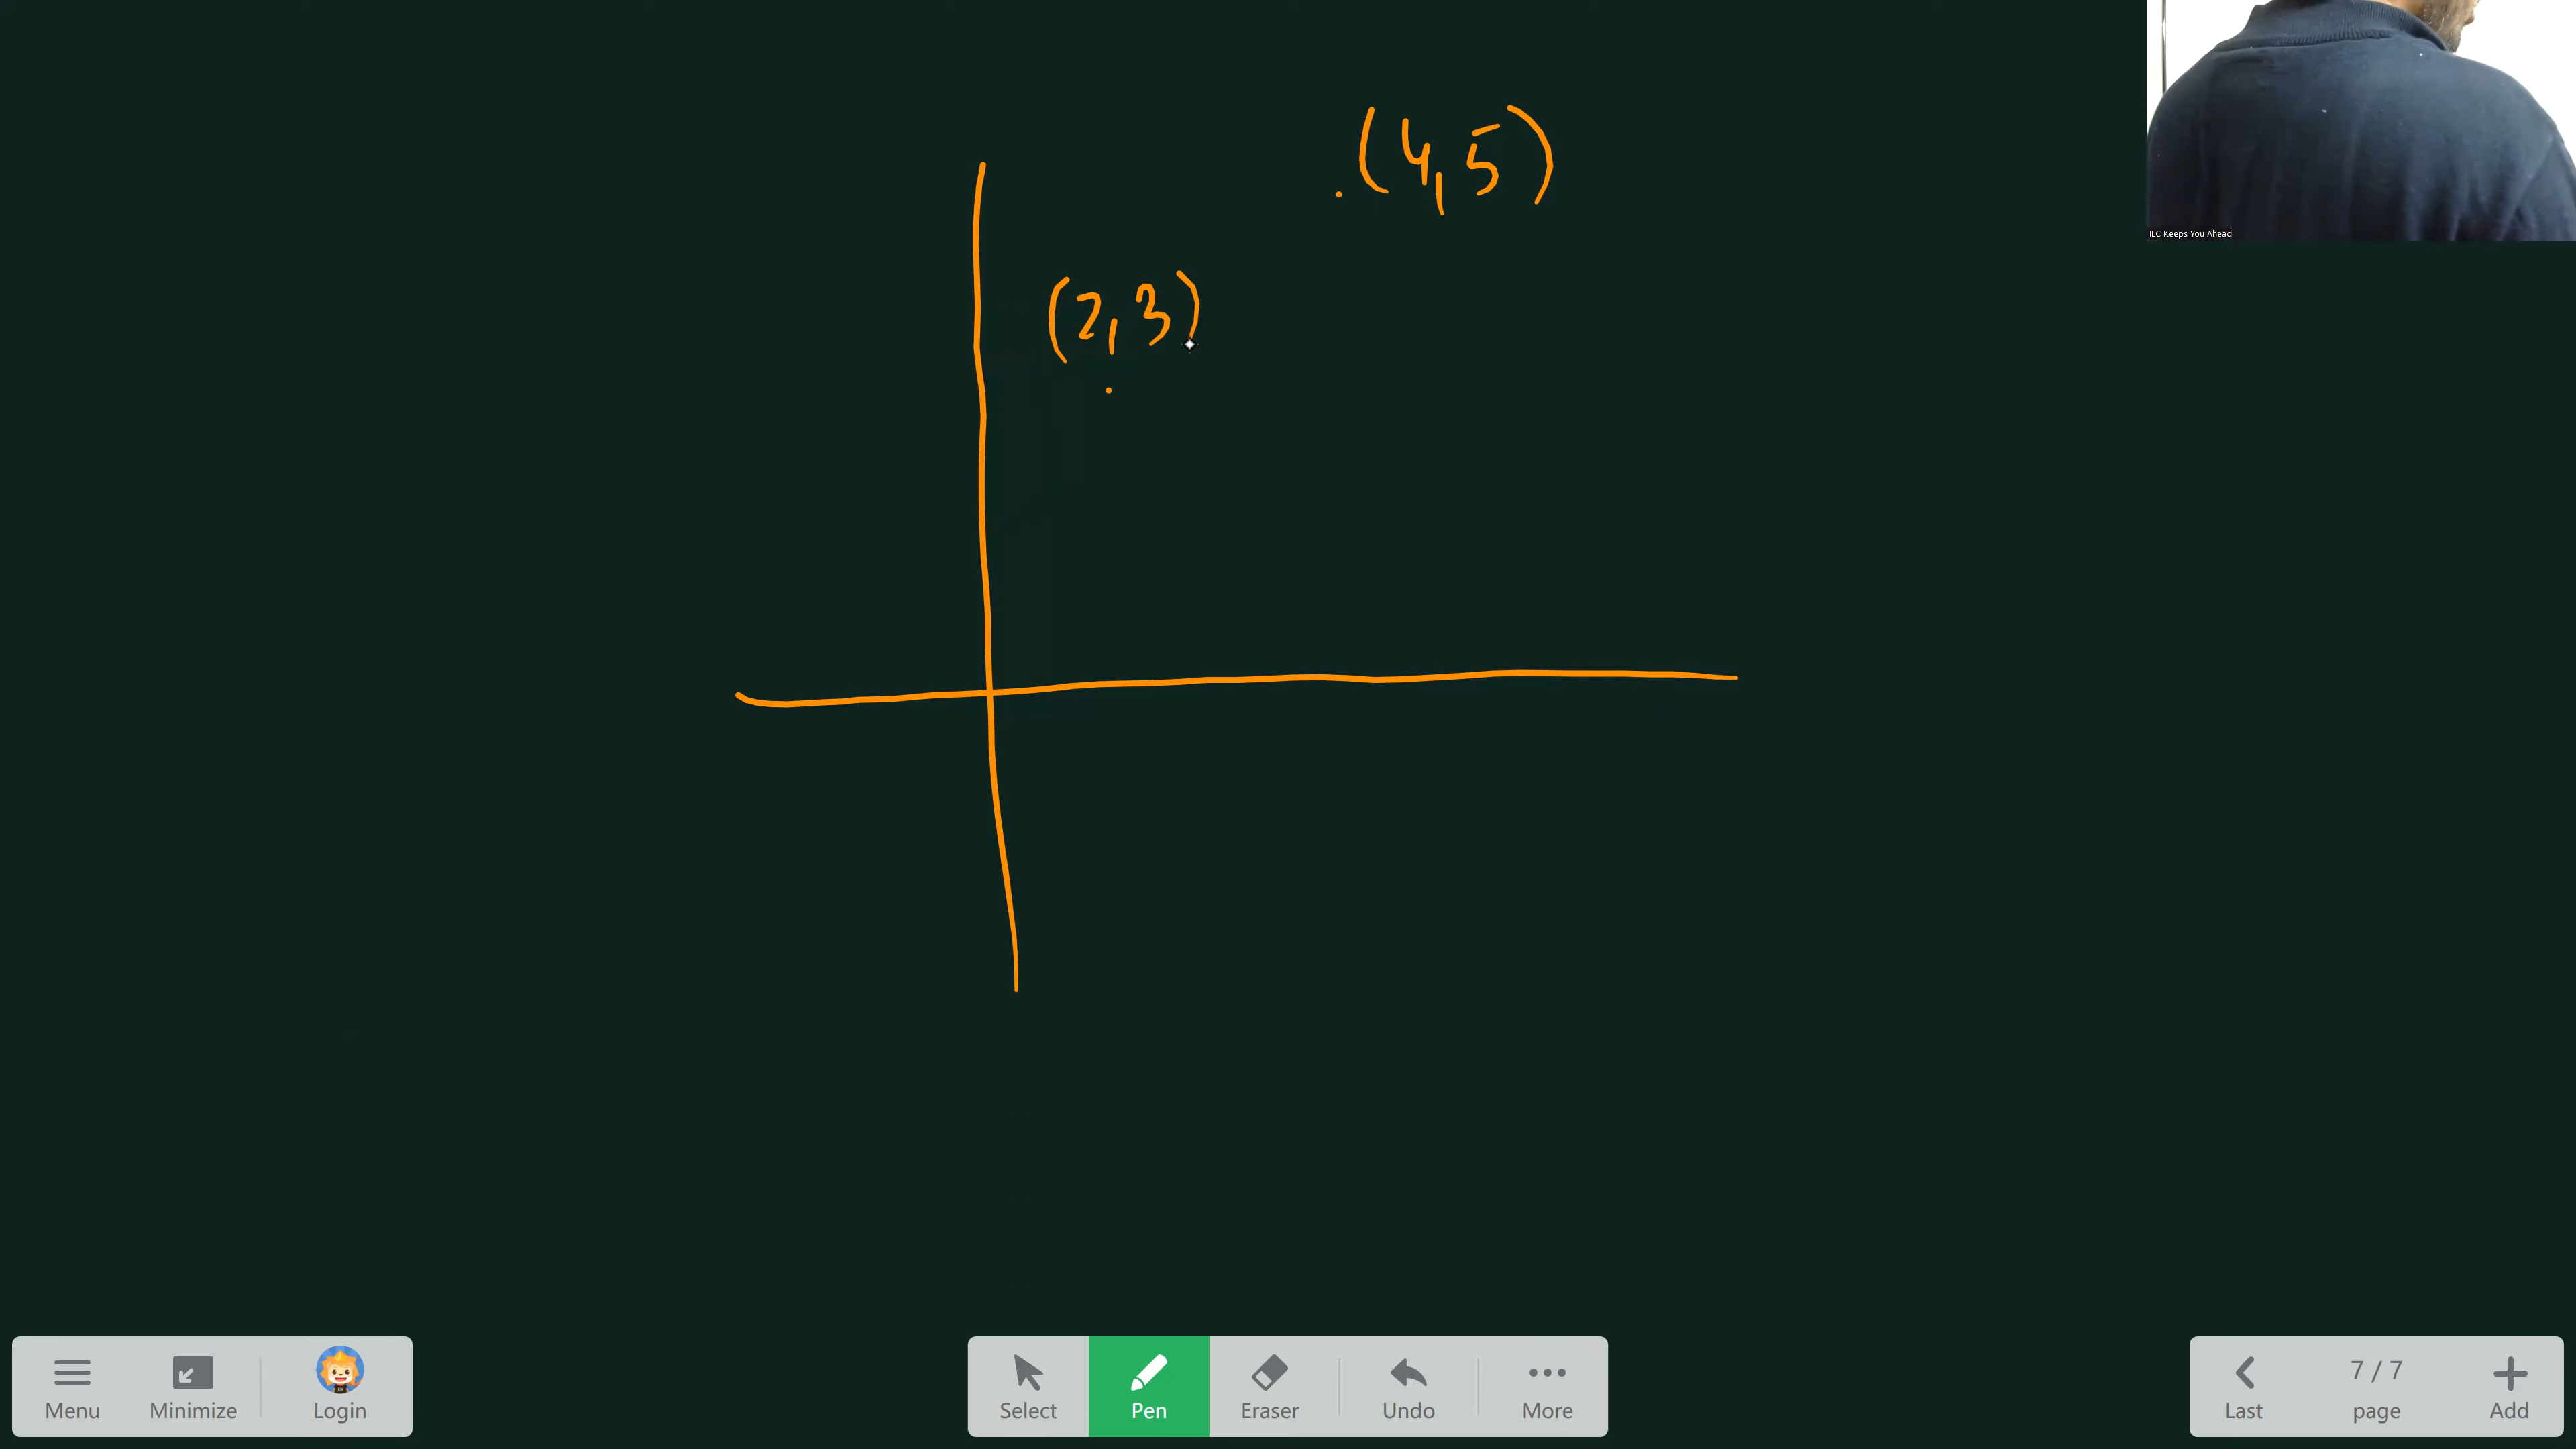 (4,5)
ILC Keeps You Ahead
(2,3)
Menu
Minimize
Login
Select
Pen
Eraser
Undo
More
Last
7 / 7
page
Add